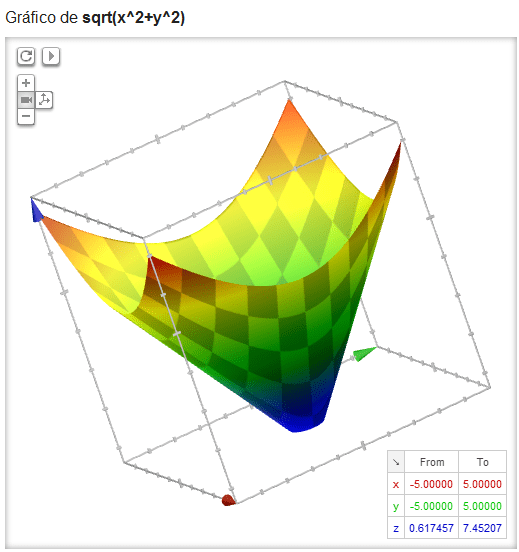 Gráfico de sqrt(x^2+y^2)
From To
x -5.00000 5.00000
y -5.00000 5.00000
z 0.617457 7.45207